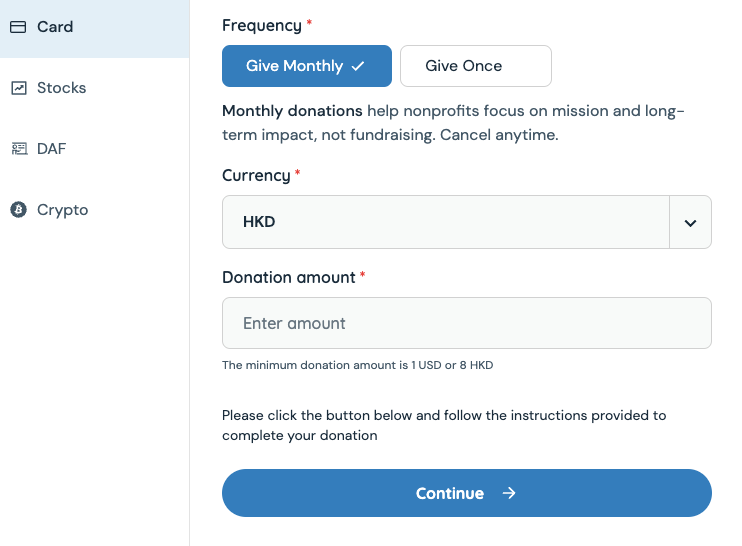 Card
Stocks
DAF
Crypto
Frequency *
Give Monthly
Give Once
Monthly donations help nonprofits focus on mission and long-
term impact, not fundraising. Cancel anytime.
Currency *
HKD
Donation amount *
Enter amount
The minimum donation amount is 1 USD or 8 HKD
Please click the button below and follow the instructions provided to
complete your donation
Continue →